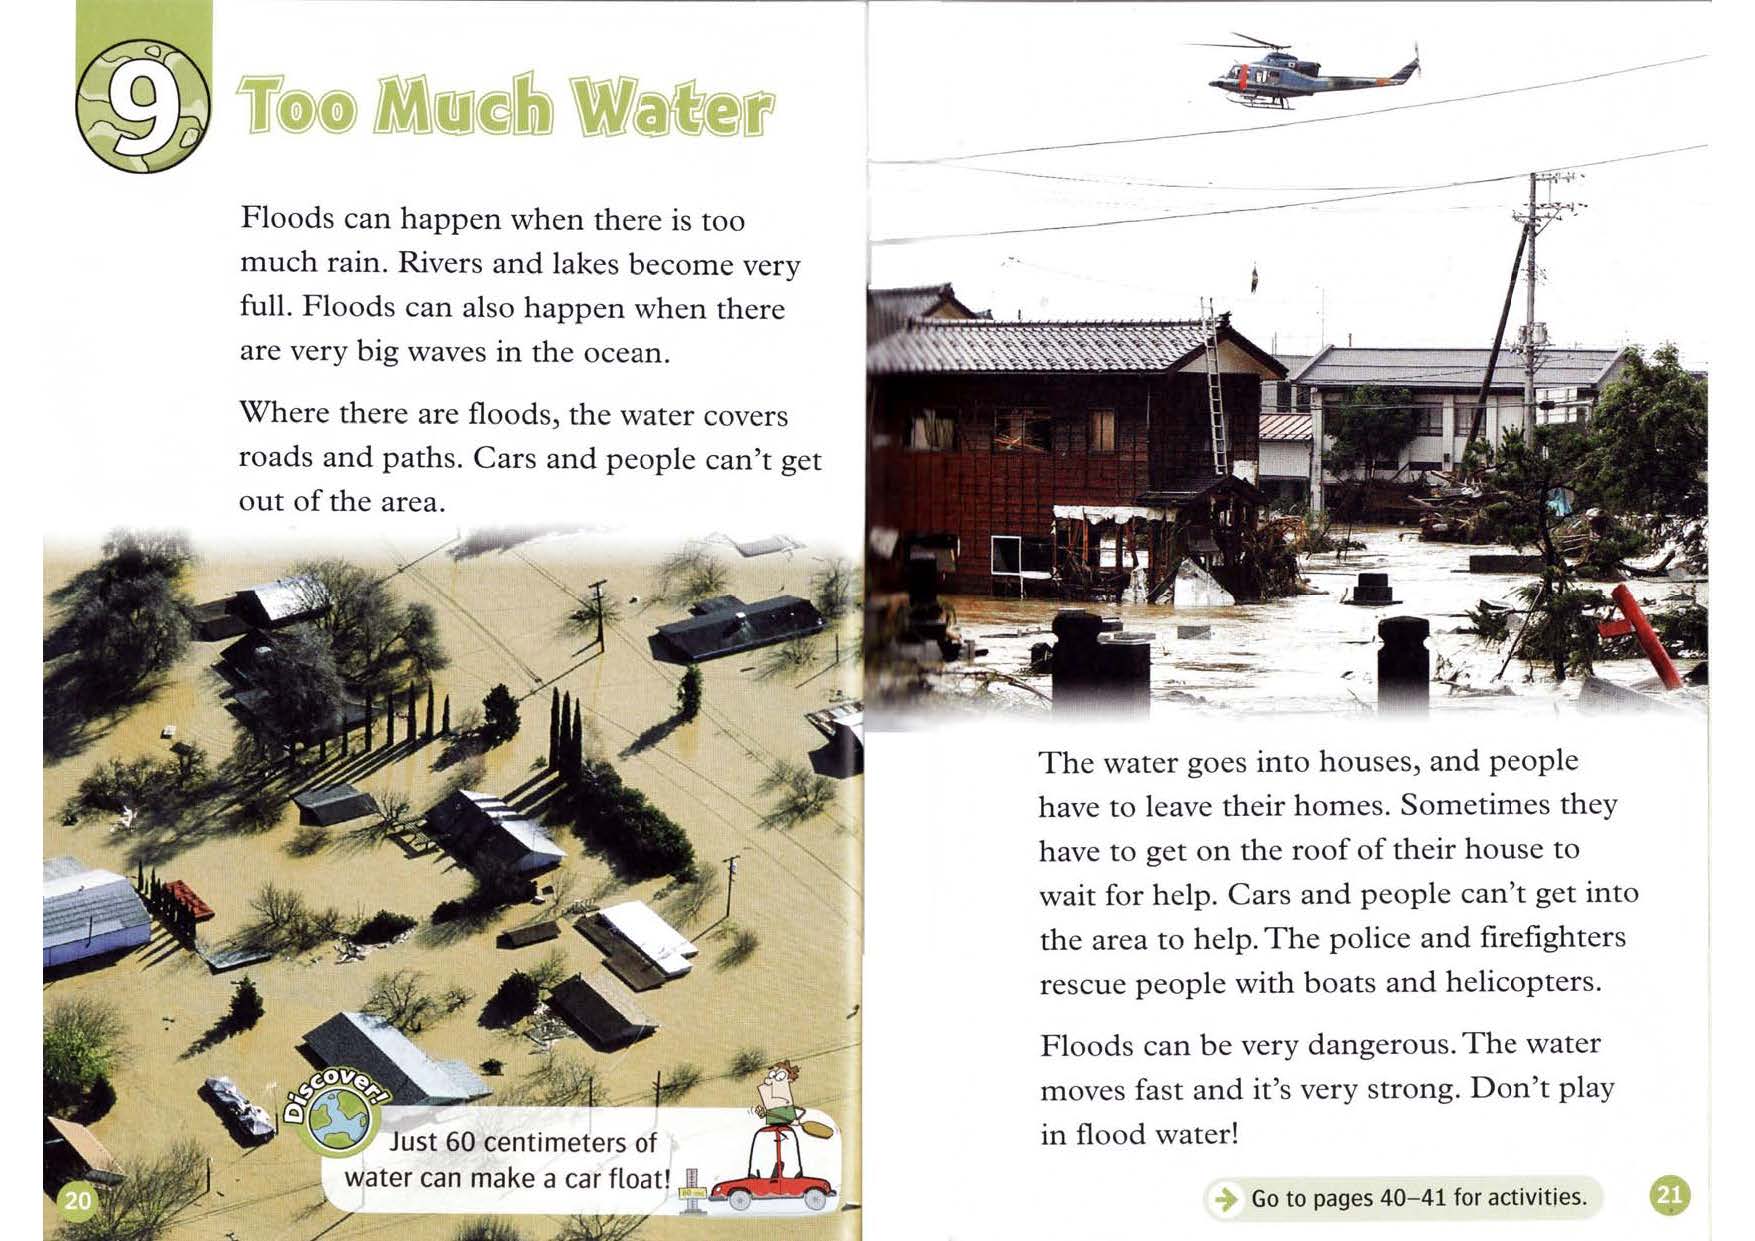 9
Too Much Water
Floods can happen when there is too
much rain. Rivers and lakes become very
full. Floods can also happen when there
are very big waves in the ocean.
Where there are floods, the water covers
roads and paths. Cars and people can't get
out of the area.
Discover!
Just 60 centimeters of
water can make a car float!
20
The water goes into houses, and people
have to leave their homes. Sometimes they
have to get on the roof of their house to
wait for help. Cars and people can't get into
the area to help. The police and firefighters
rescue people with boats and helicopters.
Floods can be very dangerous. The water
moves fast and it's very strong. Don't play
in flood water!
Go to pages 40–41 for activities.
21